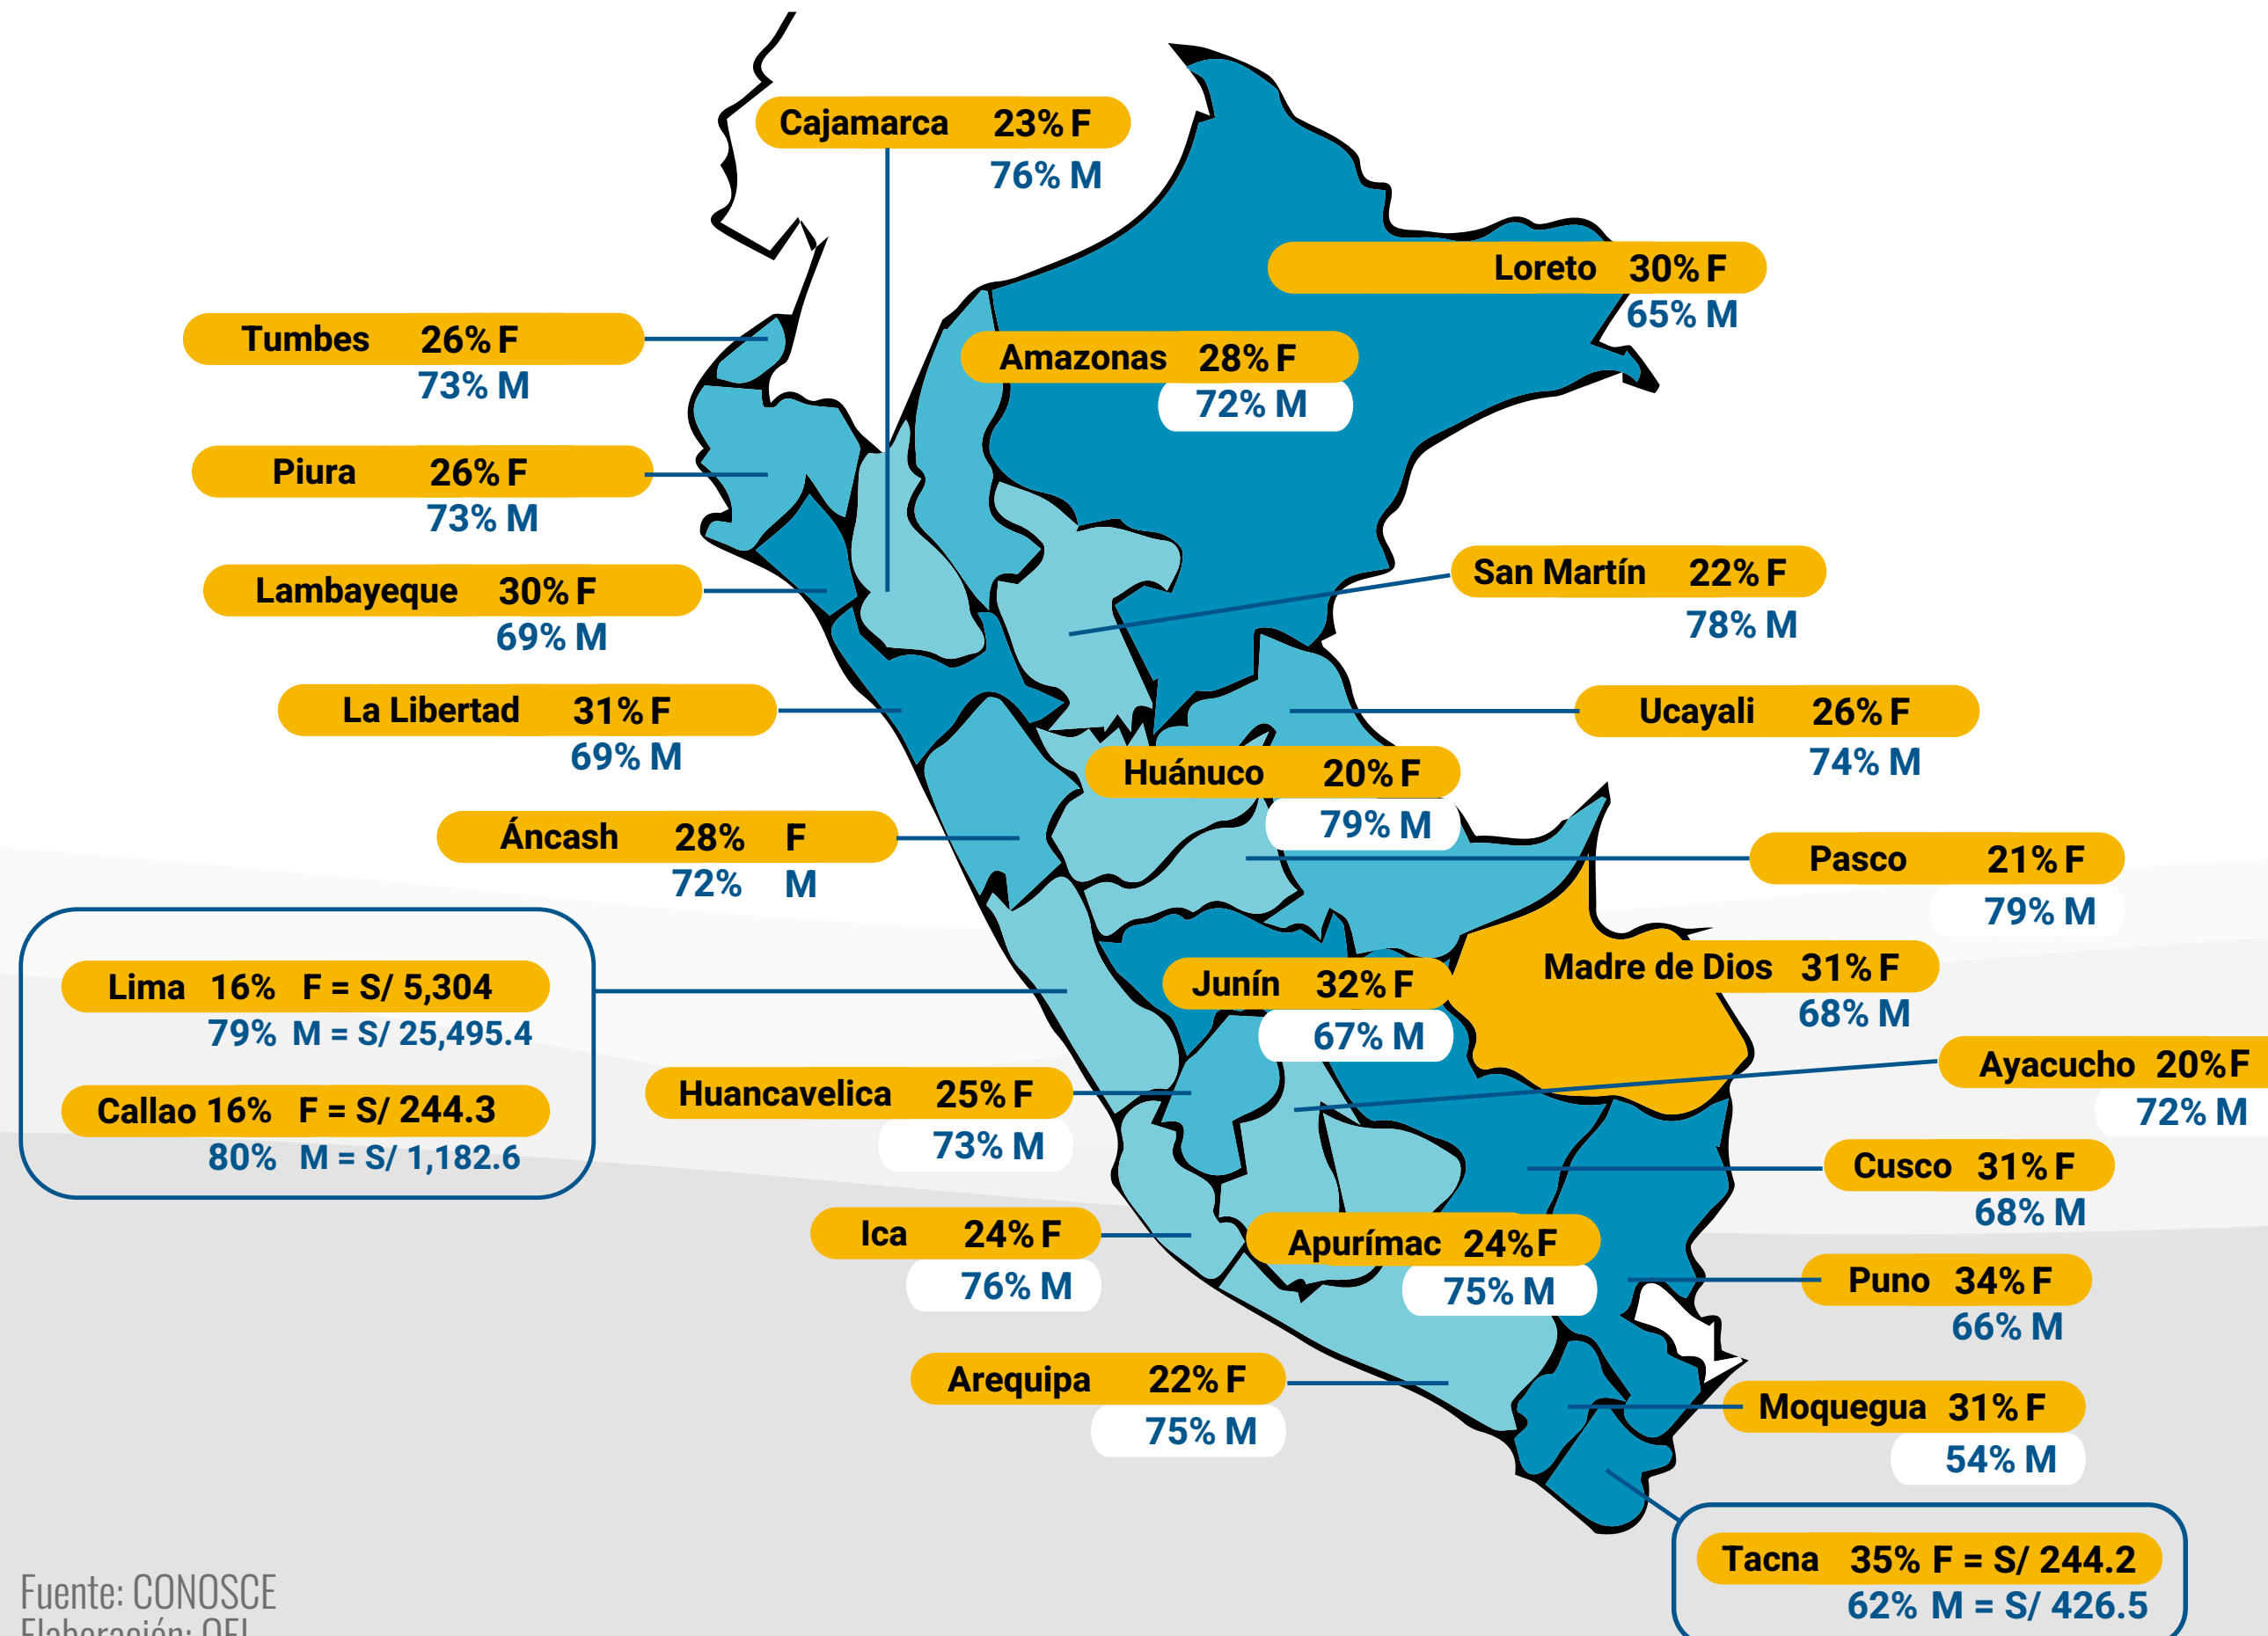 Cajamarca 23% F
76% M
Loreto 30% F
65% M
Tumbes 26% F
73% M
Amazonas 28% F
72% M
Piura 26% F
73% M
San Martín 22% F
78% M
Lambayeque 30% F
69% M
La Libertad 31% F
69% M
Ucayali 26% F
74% M
Huánuco 20% F
79% M
Áncash 28% F
72% M
Pasco 21% F
79% M
Lima 16% F = S/ 5,304
79% M = S/ 25,495.4
Callao 16% F = S/ 244.3
80% M = S/ 1,182.6
Junín 32% F
67% M
Madre de Dios 31% F
68% M
Ayacucho 20% F
72% M
Huancavelica 25% F
73% M
Cusco 31% F
68% M
Ica 24% F
76% M
Apurímac 24% F
75% M
Puno 34% F
66% M
Arequipa 22% F
75% M
Moquegua 31% F
54% M
Tacna 35% F = S/ 244.2
62% M = S/ 426.5
Fuente: CONOSCE
Elaboración: